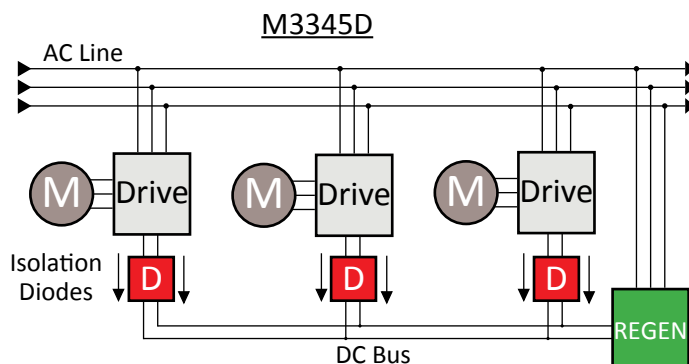 M3345D
AC Line
M Drive M Drive M Drive
Isolation
Diodes
D D D
REGEN
DC Bus